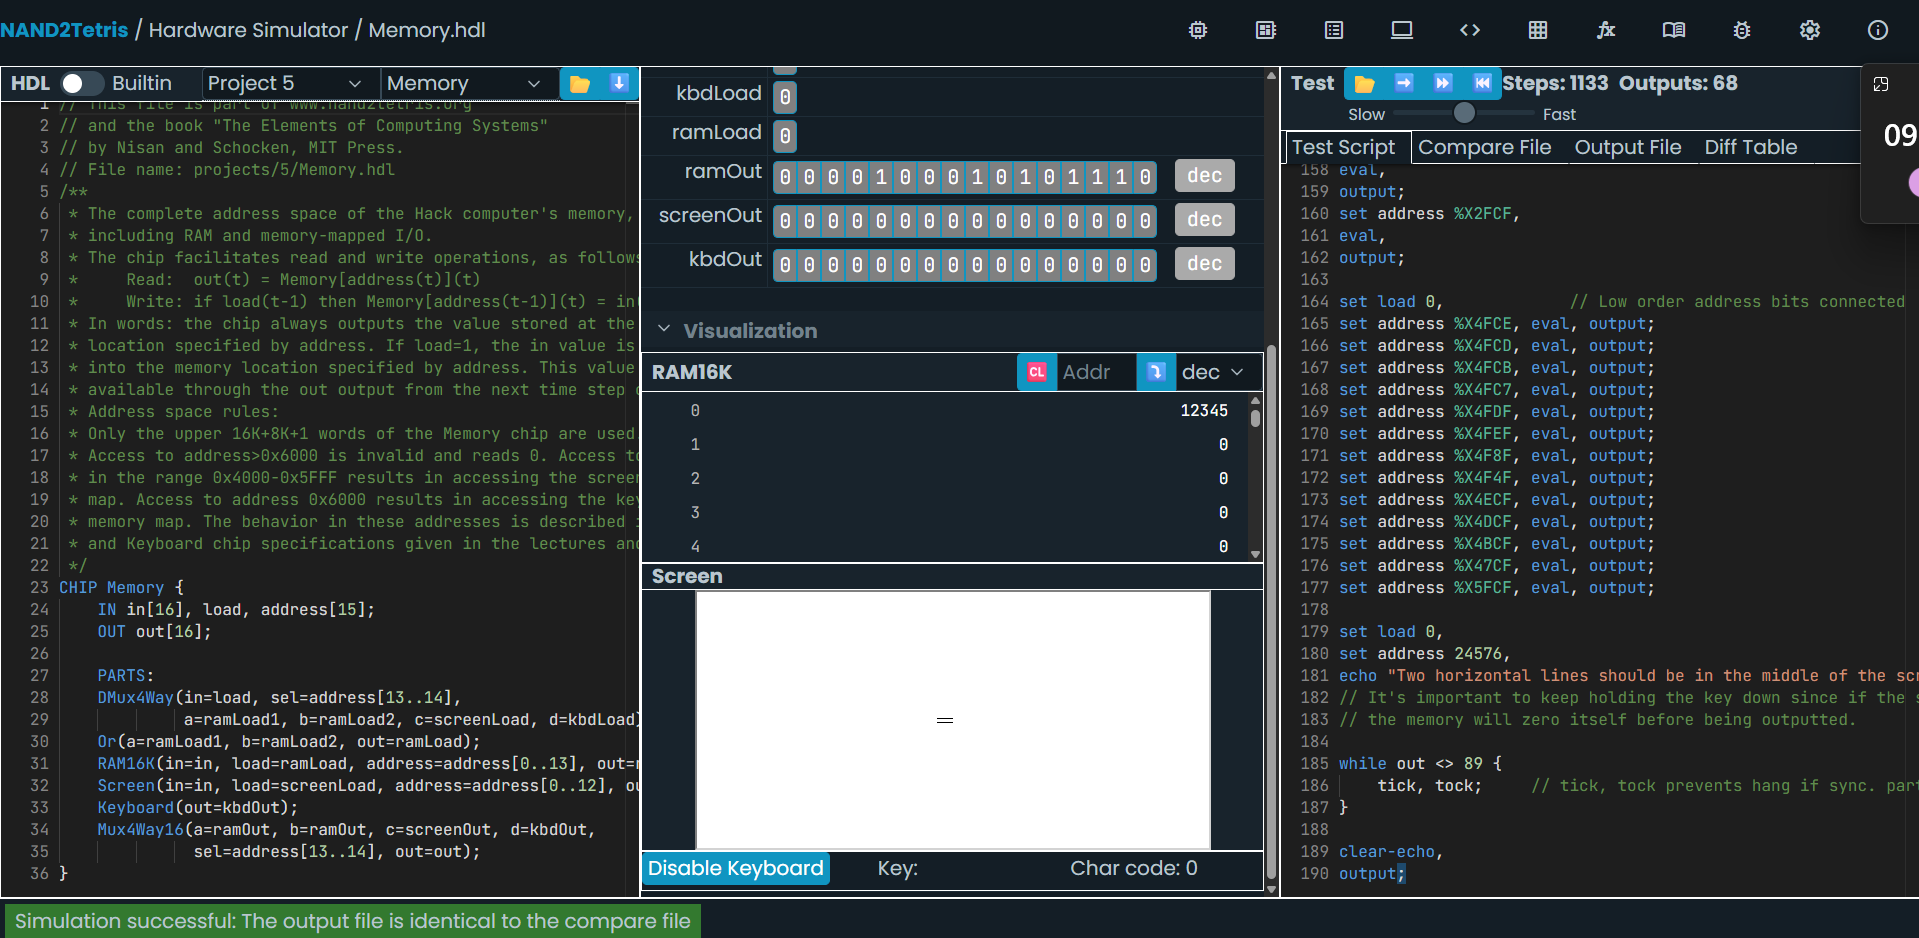 NAND2Tetris / Hardware Simulator / Memory.hdl
HDL Builtin Project 5 Memory
1 // This file is part of www.nand2tetris.org
2 // and the book "The Elements of Computing Systems"
3 // by Nisan and Schocken, MIT Press.
4 // File name: projects/5/Memory.hdl
5 /**
6 * The complete address space of the Hack computer's memory,
7 * including RAM and memory-mapped I/O.
8 * The chip facilitates read and write operations, as follows
9 * Read: out(t) = Memory[address(t)](t)
10 * Write: if load(t-1) then Memory[address(t-1)](t) = in
11 * In words: the chip always outputs the value stored at the
12 * location specified by address. If load=1, the in value is
13 * into the memory location specified by address. This value
14 * available through the out output from the next time step
15 * Address space rules:
16 * Only the upper 16K+8K+1 words of the Memory chip are used
17 * Access to address>0x6000 is invalid and reads 0. Access to
18 * in the range 0x4000-0x5FFF results in accessing the screen
19 * map. Access to address 0x6000 results in accessing the key
20 * memory map. The behavior in these addresses is described
21 * and Keyboard chip specifications given in the lectures and
22 */
23 CHIP Memory {
24 IN in[16], load, address[15];
25 OUT out[16];
26
27 PARTS:
28 DMux4Way(in=load, sel=address[13..14],
29 a=ramLoad1, b=ramLoad2, c=screenLoad, d=kbdLoad)
30 Or(a=ramLoad1, b=ramLoad2, out=ramLoad);
31 RAM16K(in=in, load=ramLoad, address=address[0..13], out=
32 Screen(in=in, load=screenLoad, address=address[0..12], ou
33 Keyboard(out=kbdOut);
34 Mux4Way16(a=ramOut, b=ramOut, c=screenOut, d=kbdOut,
35 sel=address[13..14], out=out);
36 }
kbdLoad 0
ramLoad 0
ramOut 0 0 0 0 1 0 0 0 1 0 1 0 1 1 1 0 dec
screenOut 0 0 0 0 0 0 0 0 0 0 0 0 0 0 0 0 dec
kbdOut 0 0 0 0 0 0 0 0 0 0 0 0 0 0 0 0 dec
Visualization
RAM16K CL Addr dec
0 12345
1 0
2 0
3 0
4 0
Screen
Disable Keyboard Key: Char code: 0
Test Steps: 1133 Outputs: 68
Slow Fast
Test Script Compare File Output File Diff Table
158 eval,
159 output;
160 set address %X2FCF,
161 eval,
162 output;
163
164 set load 0, // Low order address bits connected
165 set address %X4FCE, eval, output;
166 set address %X4FCD, eval, output;
167 set address %X4FCB, eval, output;
168 set address %X4FC7, eval, output;
169 set address %X4FDF, eval, output;
170 set address %X4FEF, eval, output;
171 set address %X4F8F, eval, output;
172 set address %X4F4F, eval, output;
173 set address %X4ECF, eval, output;
174 set address %X4DCF, eval, output;
175 set address %X4BCF, eval, output;
176 set address %X47CF, eval, output;
177 set address %X5FCF, eval, output;
178
179 set load 0,
180 set address 24576,
181 echo "Two horizontal lines should be in the middle of the scr
182 // It's important to keep holding the key down since if the s
183 // the memory will zero itself before being outputted.
184
185 while out <> 89 {
186 tick, tock; // tick, tock prevents hang if sync. part
187 }
188
189 clear-echo,
190 output;
09
Simulation successful: The output file is identical to the compare file